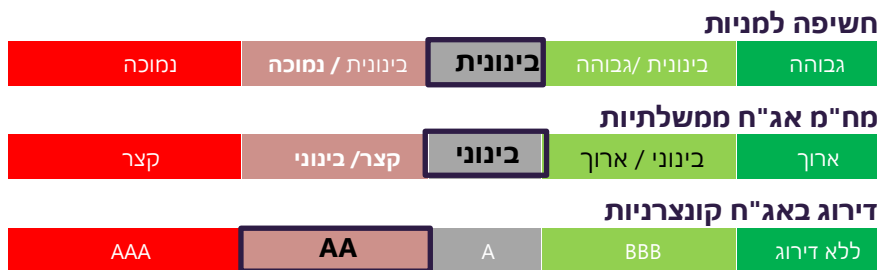 חשיפה למניות
גבוהה בינונית /גבוהה בינונית בינונית / נמוכה נמוכה
מח"מ אג"ח ממשלתיות
ארוך בינוני / ארוך בינוני קצר/ בינוני קצר
דירוג באג"ח קונצרניות
ללא דירוג BBB A AA AAA